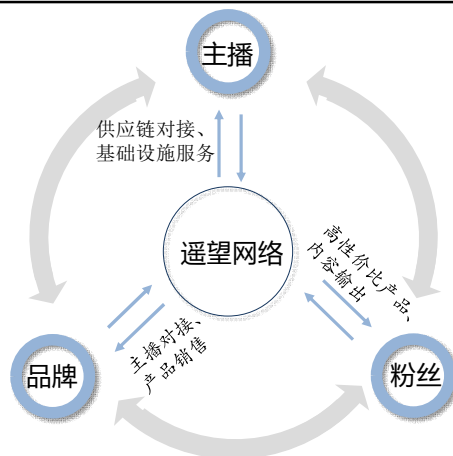 主播
供应链对接、
基础设施服务
遥望网络
高性价比产品、
内容输出
主播对接、
产品销售
品牌
粉丝